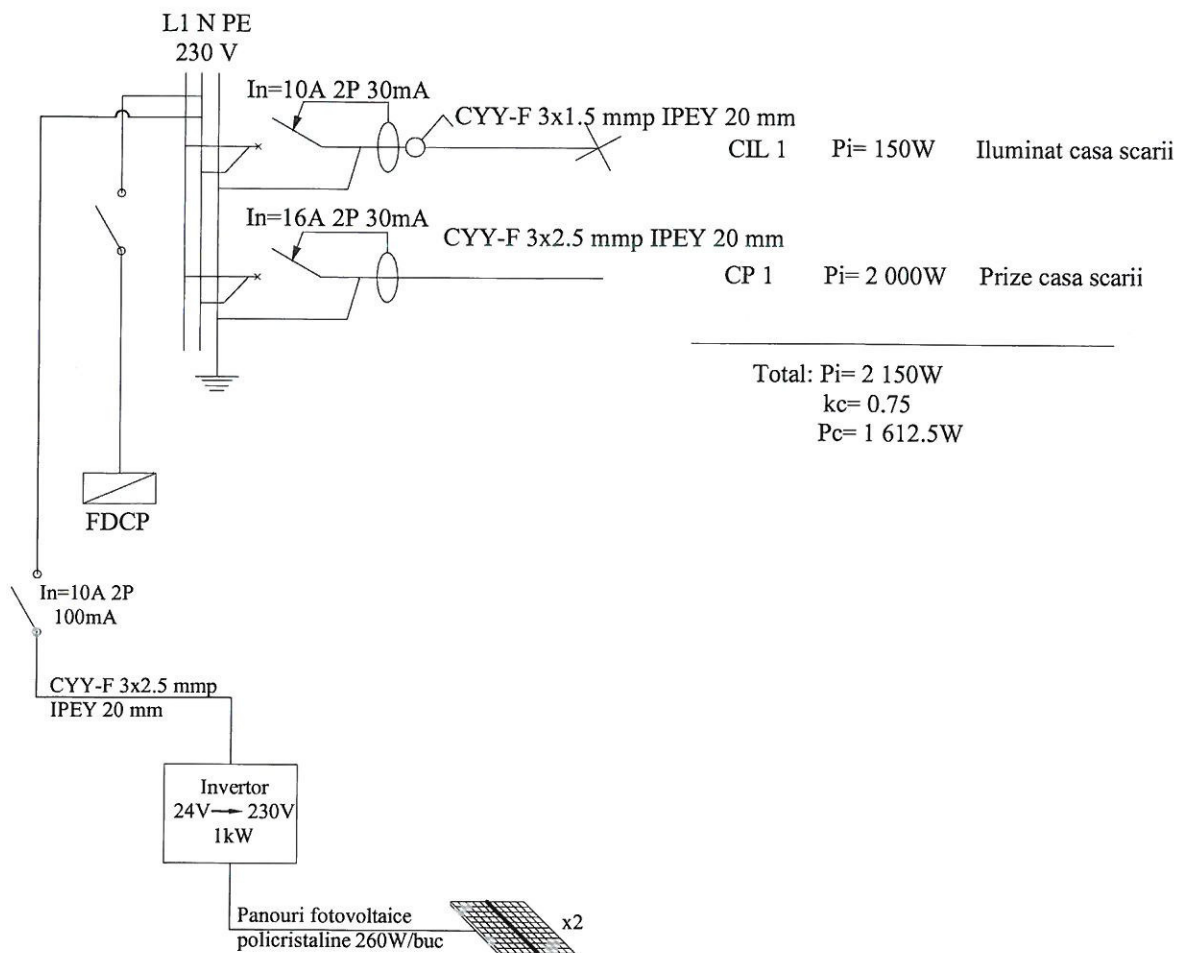 L1 N PE
230 V
In=10A 2P 30mA
CYY-F 3x1.5 mmp IPEY 20 mm
CIL 1 Pi= 150W Iluminat casa scarii
In=16A 2P 30mA
CYY-F 3x2.5 mmp IPEY 20 mm
CP 1 Pi= 2 000W Prize casa scarii
Total: Pi= 2 150W
kc= 0.75
Pc= 1 612.5W
FDCP
In=10A 2P
100mA
CYY-F 3x2.5 mmp
IPEY 20 mm
Invertor
24V → 230V
1kW
Panouri fotovoltaice
policristaline 260W/buc
x2